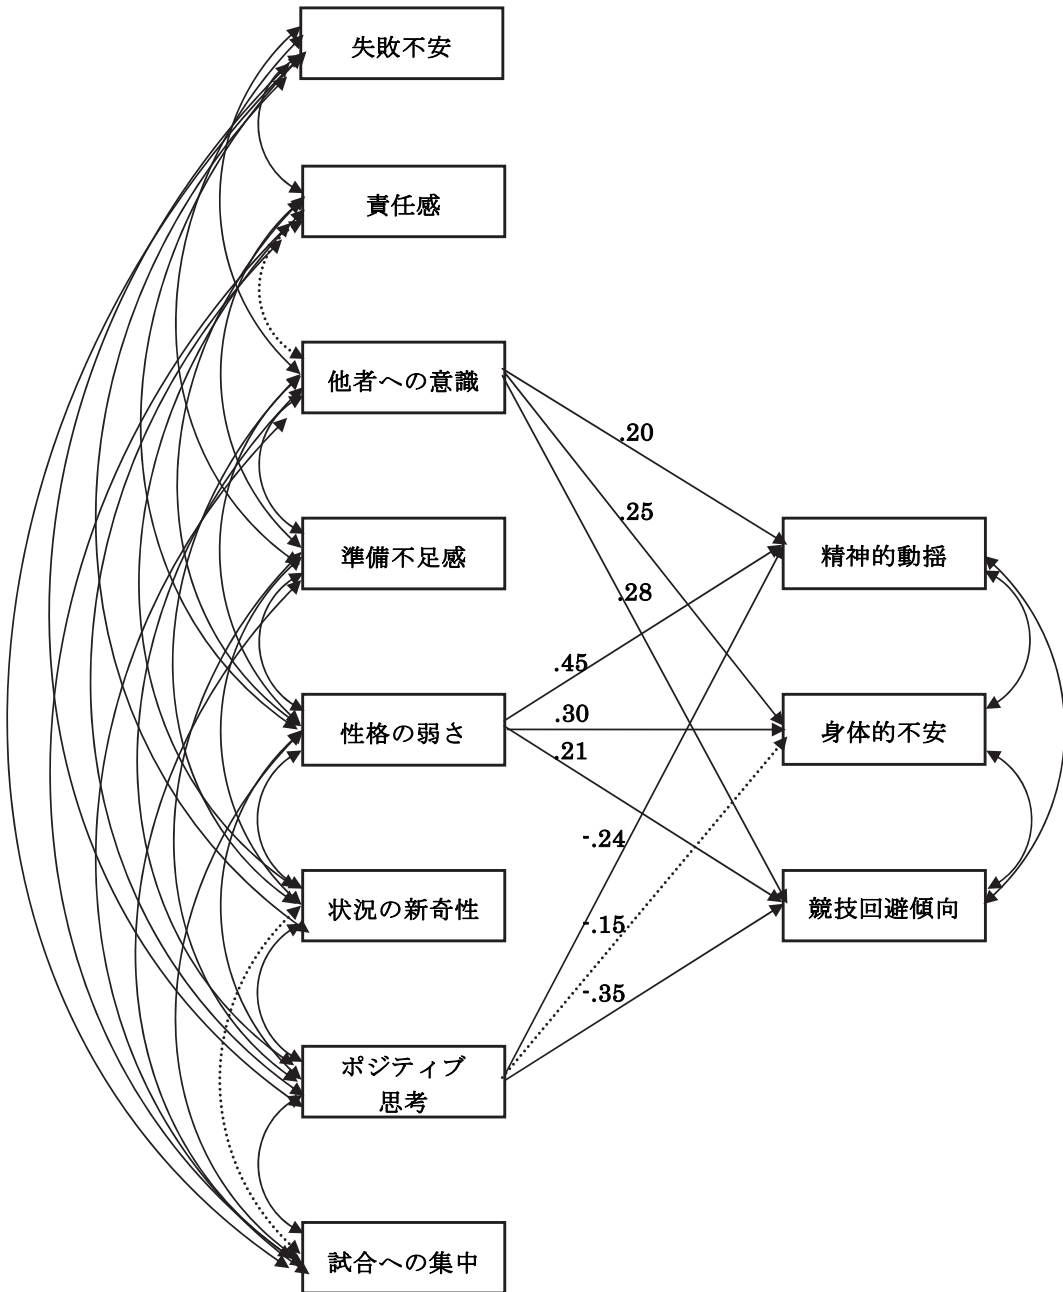 失敗不安
責任感
他者への意識
.20
.25
準備不足感
精神的動揺
.28
.45
性格の弱さ
.30
身体的不安
.21
-.24
状況の新奇性
競技回避傾向
-.15
-.35
ポジティブ
思考
試合への集中